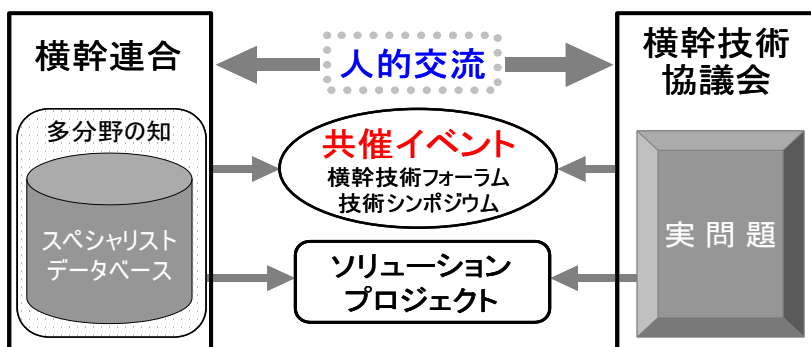 横幹連合
多分野の知
スペシャリスト
データベース
人的交流
共催イベント
横幹技術フォーラム
技術シンポジウム
ソリューション
プロジェクト
横幹技術
協議会
実問題